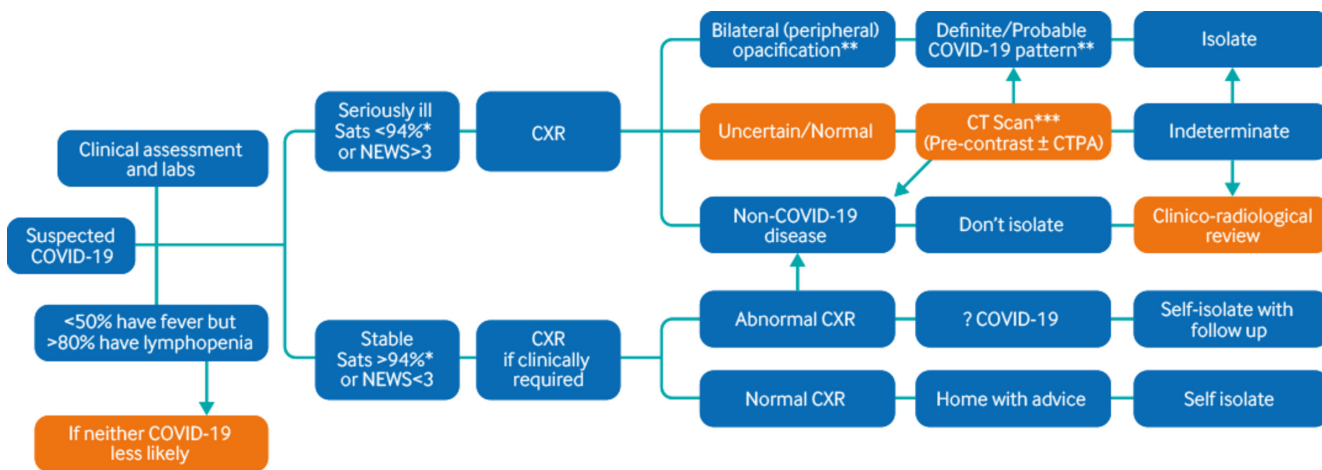 Suspected
COVID-19
Clinical assessment
and labs
<50% have fever but
>80% have lymphopenia
If neither COVID-19
less likely
Seriously ill
Sats <94%*
or NEWS>3
CXR
Bilateral (peripheral)
opacification**
Definite/Probable
COVID-19 pattern**
Isolate
Uncertain/Normal
CT Scan***
(Pre-contrast ± CTPA)
Indeterminate
Non-COVID-19
disease
Don't isolate
Clinico-radiological
review
Stable
Sats >94%*
or NEWS<3
CXR
if clinically
required
Abnormal CXR
? COVID-19
Self-isolate with
follow up
Normal CXR
Home with advice
Self isolate